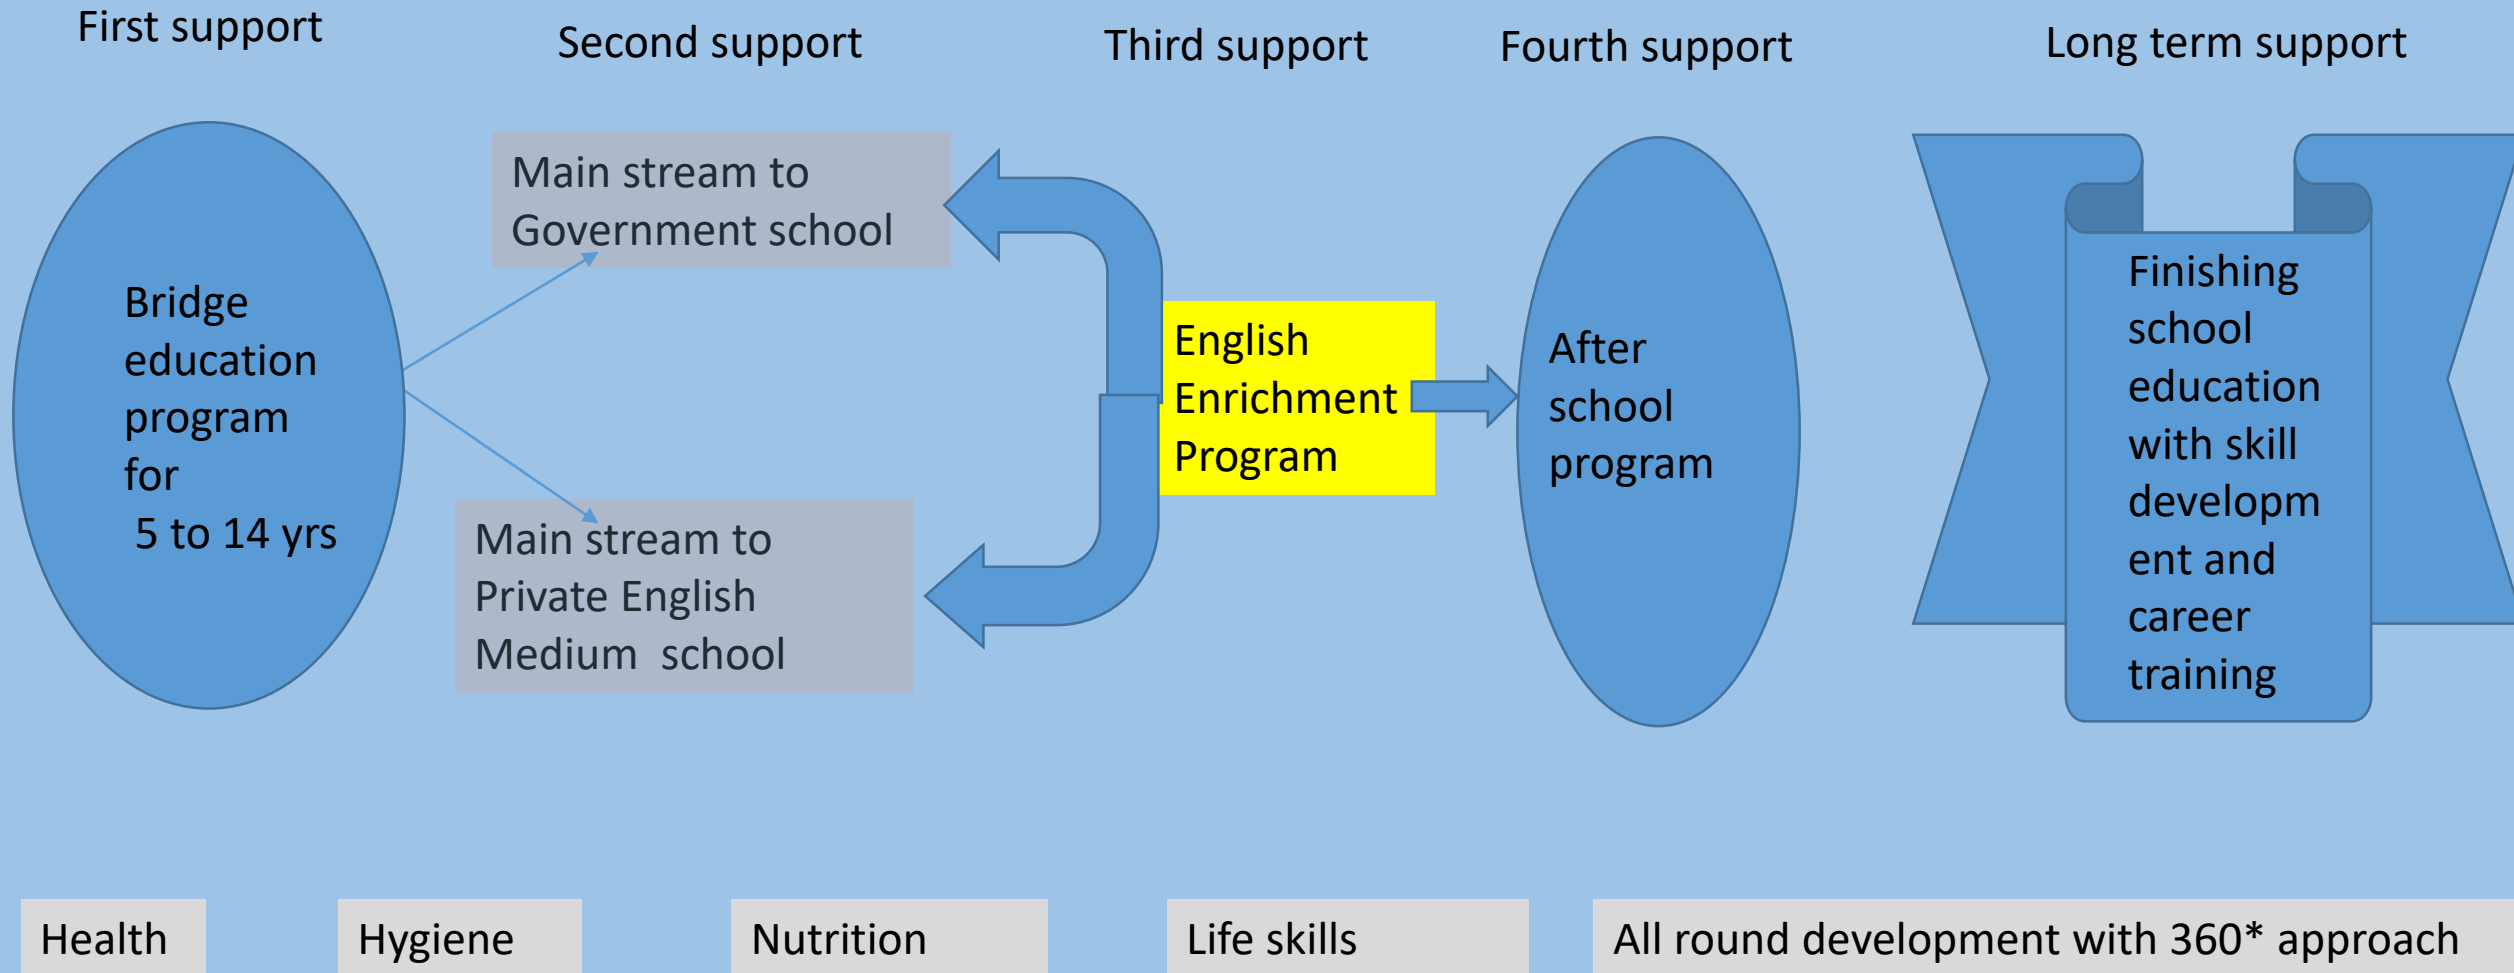 First support
Second support
Third support
Fourth support
Long term support
Bridge
education
program
for
5 to 14 yrs
Main stream to
Government school
Main stream to
Private English
Medium school
English
Enrichment
Program
After
school
program
Finishing
school
education
with skill
developm
ent and
career
training
Health
Hygiene
Nutrition
Life skills
All round development with 360* approach